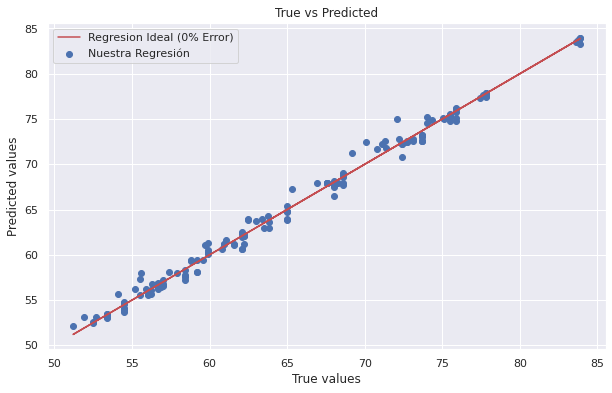 True vs Predicted
Regresion Ideal (0% Error)
Nuestra Regresión
Predicted values
85
80
75
70
65
60
55
50
50 55 60 65 70 75 80 85
True values